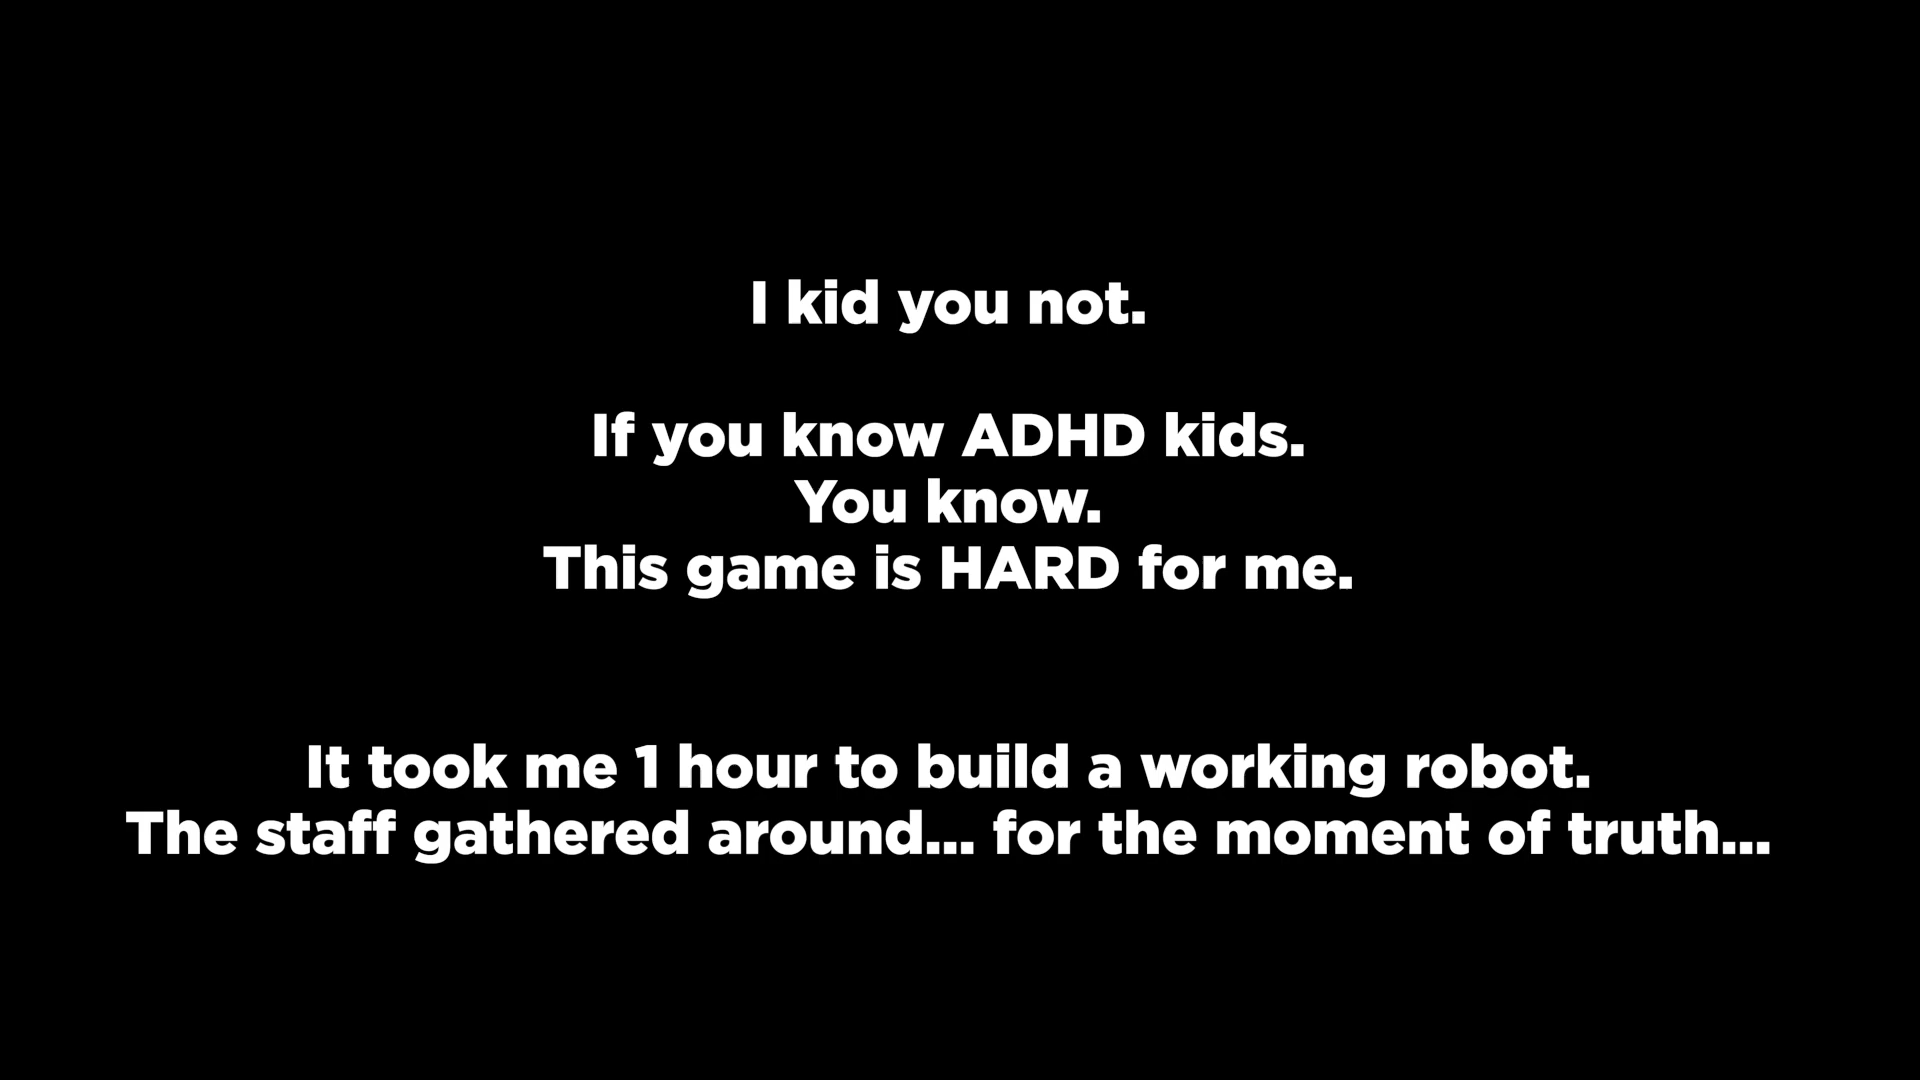 I kid you not.
If you know ADHD kids.
You know.
This game is HARD for me.
It took me 1 hour to build a working robot.
The staff gathered around... for the moment of truth...